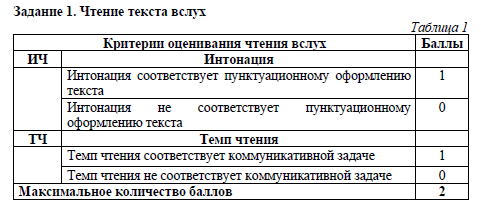 Задание 1. Чтение текста вслух
Таблица 1
Критерии оценивания чтения вслух Баллы
ИЧ Интонация
Интонация соответствует пунктуационному оформлению 1
текста
Интонация не соответствует пунктуационному 0
оформлению текста
ТЧ Темп чтения
Темп чтения соответствует коммуникативной задаче 1
Темп чтения не соответствует коммуникативной задаче 0
Максимальное количество баллов 2